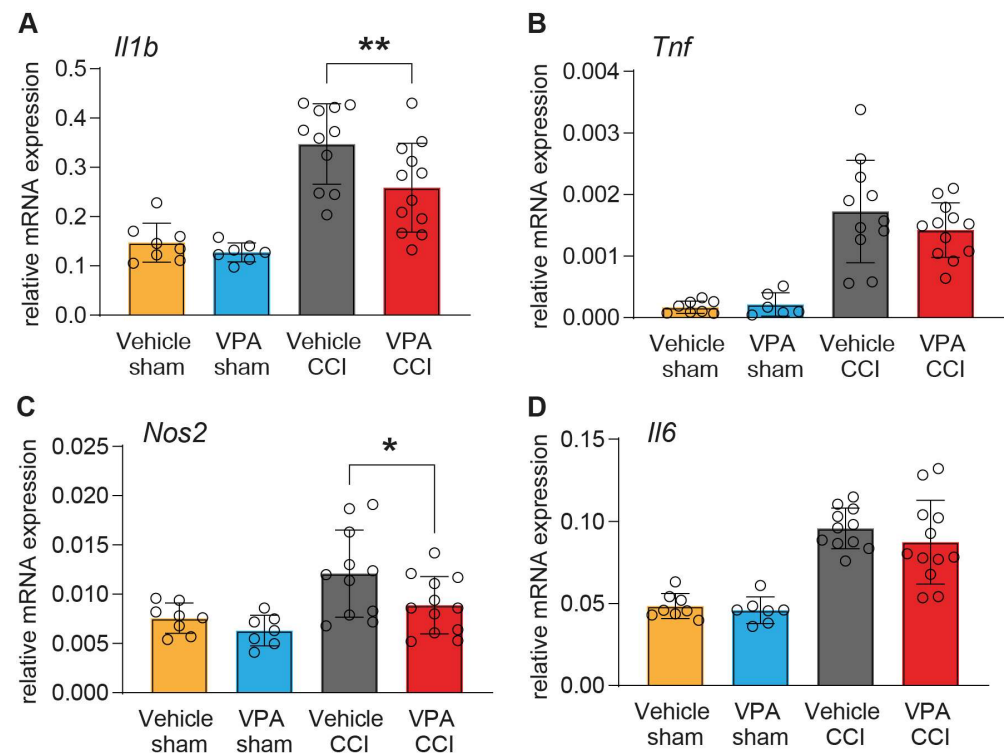 A
Il1b
**
relative mRNA expression
0.5
0.4
0.3
0.2
0.1
0.0
Vehicle sham
VPA sham
Vehicle CCI
VPA CCI
B
Tnf
relative mRNA expression
0.004
0.003
0.002
0.001
0.000
Vehicle sham
VPA sham
Vehicle CCI
VPA CCI
C
Nos2
*
relative mRNA expression
0.025
0.020
0.015
0.010
0.005
0.000
Vehicle sham
VPA sham
Vehicle CCI
VPA CCI
D
Il6
relative mRNA expression
0.15
0.10
0.05
0.00
Vehicle sham
VPA sham
Vehicle CCI
VPA CCI